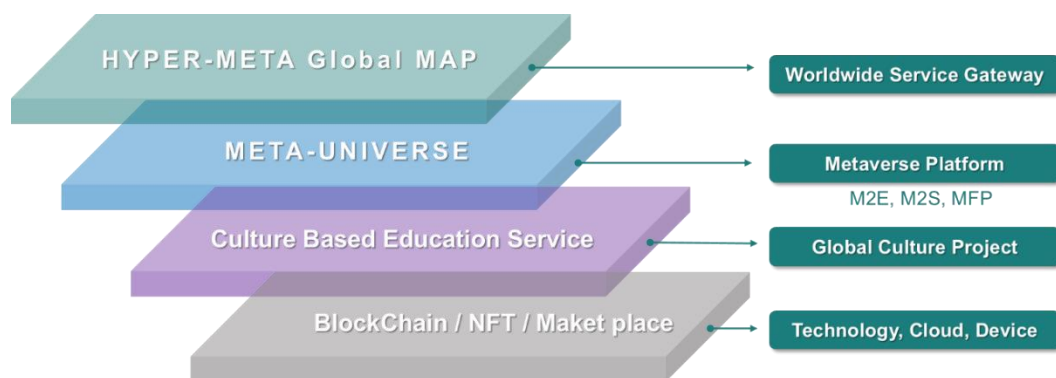 HYPER-META Global MAP
Worldwide Service Gateway
META-UNIVERSE
Metaverse Platform
M2E, M2S, MFP
Culture Based Education Service
Global Culture Project
BlockChain / NFT / Maket place
Technology, Cloud, Device